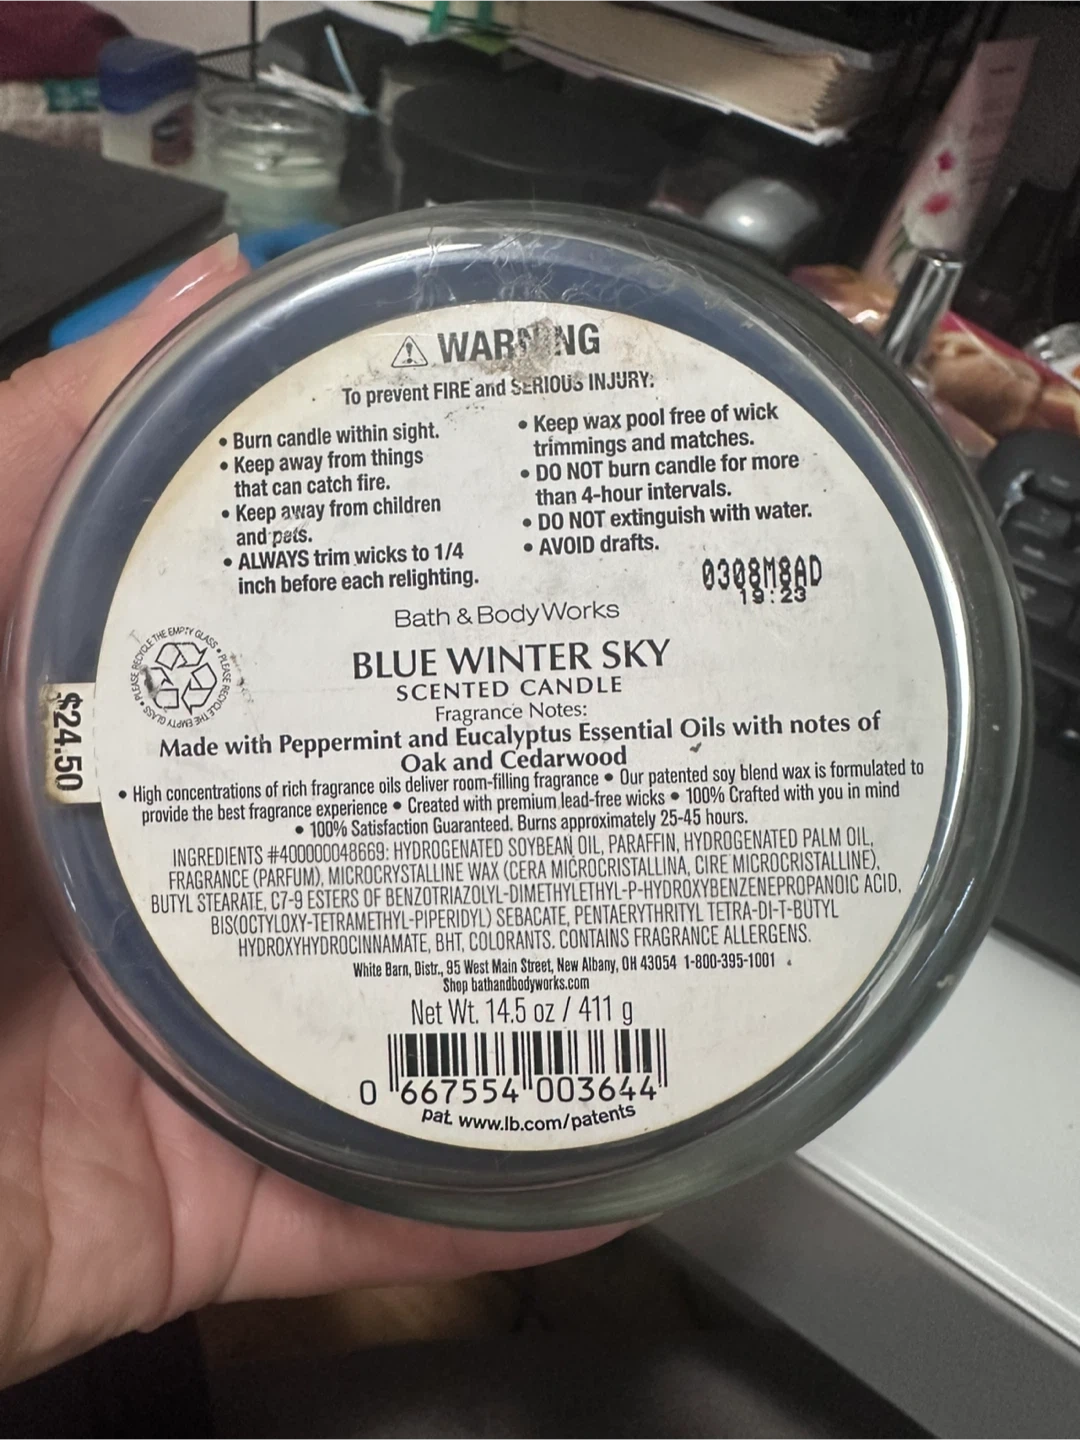 WARNING
To prevent FIRE and SERIOUS INJURY:
• Burn candle within sight.
• Keep away from things
that can catch fire.
• Keep away from children
and pets.
• ALWAYS trim wicks to 1/4
inch before each relighting.
• Keep wax pool free of wick
trimmings and matches.
• DO NOT burn candle for more
than 4-hour intervals.
• DO NOT extinguish with water.
• AVOID drafts.
0308M8AD
19:23
Bath & Body Works
PLEASE RECYCLE THE EMPTY GLASS • PLEASE RECYCLE THE EMPTY GLASS •
$24.50
BLUE WINTER SKY
SCENTED CANDLE
Fragrance Notes:
Made with Peppermint and Eucalyptus Essential Oils with notes of
Oak and Cedarwood
• High concentrations of rich fragrance oils deliver room-filling fragrance • Our patented soy blend wax is formulated to
provide the best fragrance experience • Created with premium lead-free wicks • 100% Crafted with you in mind
• 100% Satisfaction Guaranteed. Burns approximately 25-45 hours.
INGREDIENTS #400000048669: HYDROGENATED SOYBEAN OIL, PARAFFIN, HYDROGENATED PALM OIL,
FRAGRANCE (PARFUM), MICROCRYSTALLINE WAX (CERA MICROCRISTALLINA, CIRE MICROCRISTALLINE),
BUTYL STEARATE, C7-9 ESTERS OF BENZOTRIAZOLYL-DIMETHYLETHYL-P-HYDROXYBENZENEPROPANOIC ACID,
BIS(OCTYLOXY-TETRAMETHYL-PIPERIDYL) SEBACATE, PENTAERYTHRITYL TETRA-DI-T-BUTYL
HYDROXYHYDROCINNAMATE, BHT, COLORANTS. CONTAINS FRAGRANCE ALLERGENS.
White Barn, Distr., 95 West Main Street, New Albany, OH 43054 1-800-395-1001
Shop bathandbodyworks.com
Net Wt. 14.5 oz / 411 g
0 667554 003644
pat. www.lb.com/patents